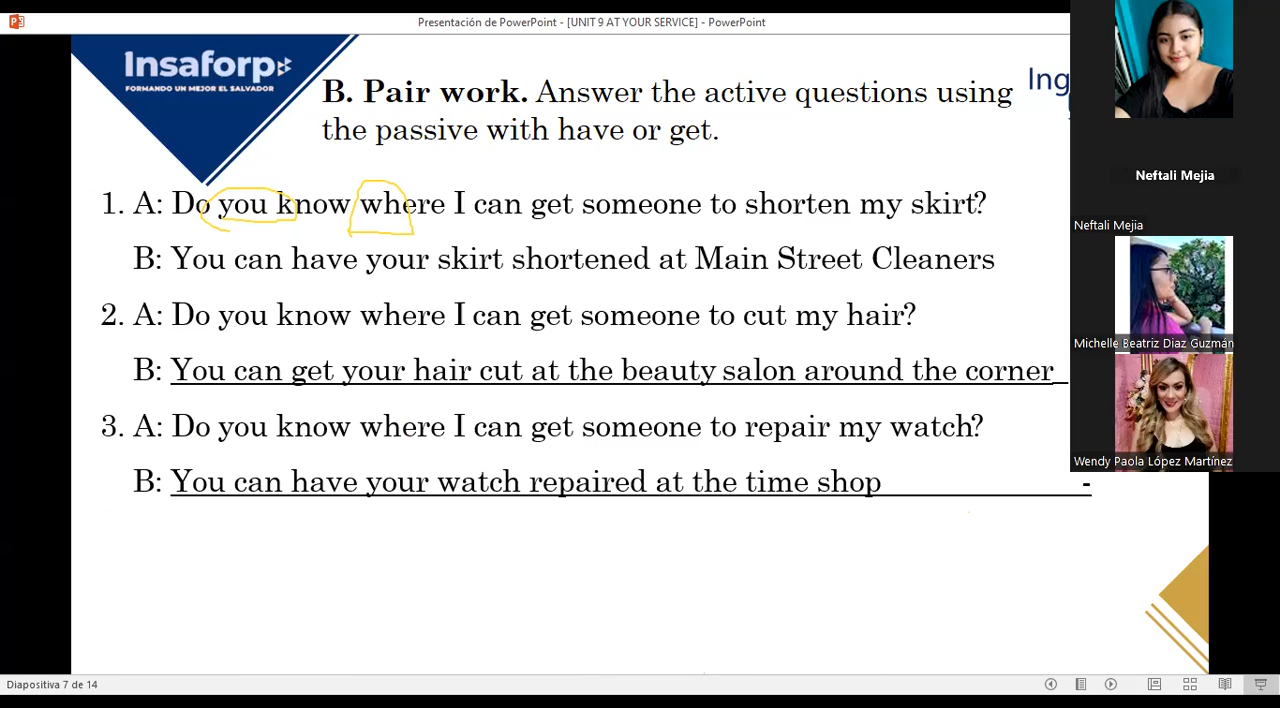 Presentación de PowerPoint - [UNIT 9 AT YOUR SERVICE] - PowerPoint
Insaforp
FORMANDO UN MEJOR EL SALVADOR
B. Pair work. Answer the active questions using
the passive with have or get.
Ing
1. A: Do you know where I can get someone to shorten my skirt?
B: You can have your skirt shortened at Main Street Cleaners
2. A: Do you know where I can get someone to cut my hair?
B: You can get your hair cut at the beauty salon around the corner
3. A: Do you know where I can get someone to repair my watch?
B: You can have your watch repaired at the time shop -
Neftali Mejia
Neftali Mejia
Michelle Beatriz Diaz Guzmán
Wendy Paola López Martínez
Diapositiva 7 de 14